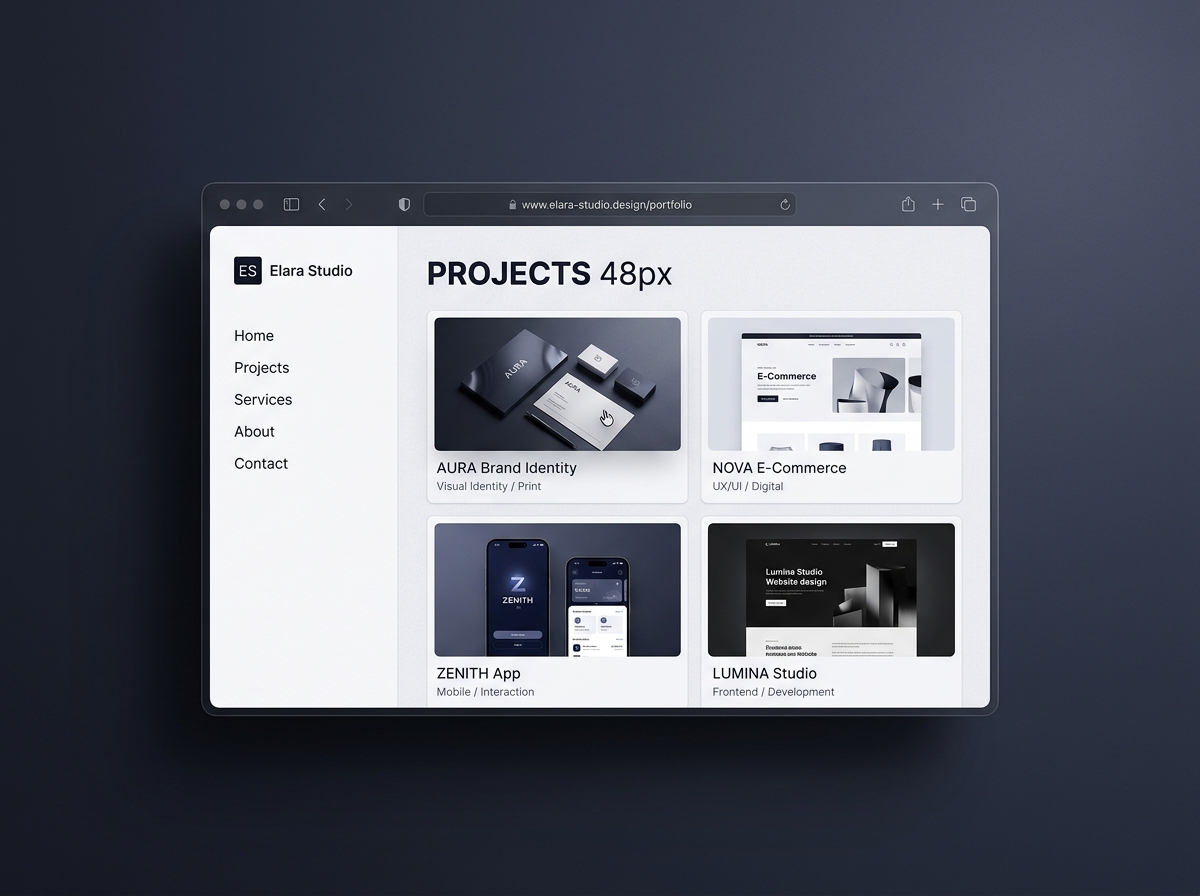 www.elara-studio.design/portfolio
ES Elara Studio
Home
Projects
Services
About
Contact
PROJECTS 48px
AURA
AURA
AURA Brand Identity
Visual Identity / Print
E-Commerce
NOVA E-Commerce
UX/UI / Digital
Z
ZENITH
ZENITH App
Mobile / Interaction
Lumina Studio
Website design
LUMINA Studio
Frontend / Development